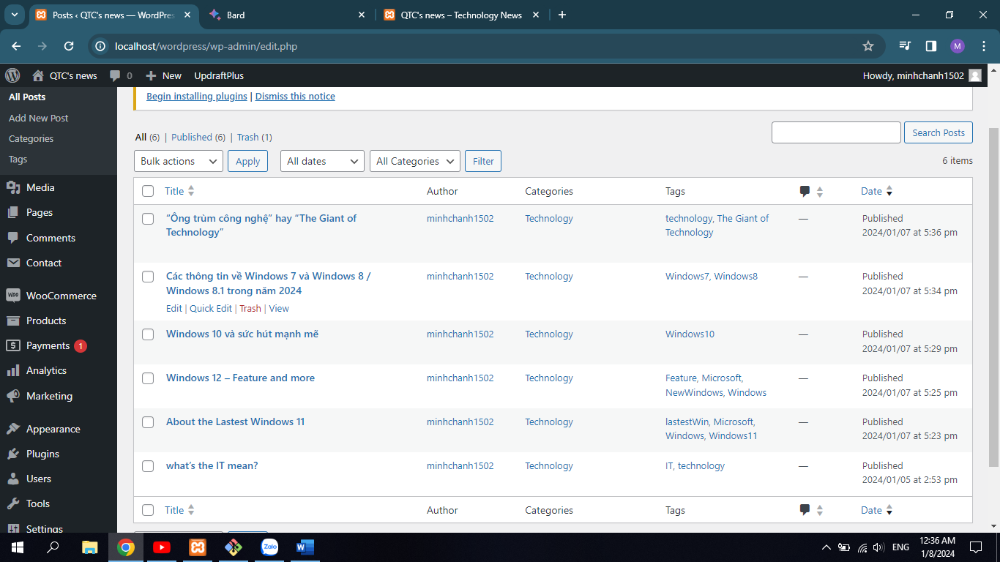 Posts ‹ QTC's news — WordPres
Bard
QTC's news – Technology News
localhost/wordpress/wp-admin/edit.php
M
QTC's news
0
New
UpdraftPlus
Howdy, minhchanh1502
All Posts
Add New Post
Categories
Tags
Media
Pages
Comments
Contact
WooCommerce
Products
Payments 1
Analytics
Marketing
Appearance
Plugins
Users
Tools
Settings
Begin installing plugins | Dismiss this notice
All (6) | Published (6) | Trash (1)
Search Posts
Bulk actions
Apply
All dates
All Categories
Filter
6 items
Title Author Categories Tags Date
“Ông trùm công nghệ” hay “The Giant of minhchanh1502 Technology technology, The Giant of — Published
Technology” Technology 2024/01/07 at 5:36 pm
Các thông tin về Windows 7 và Windows 8 / minhchanh1502 Technology Windows7, Windows8 — Published
Windows 8.1 trong năm 2024 2024/01/07 at 5:34 pm
Edit | Quick Edit | Trash | View
Windows 10 và sức hút mạnh mẽ minhchanh1502 Technology Windows10 — Published
2024/01/07 at 5:29 pm
Windows 12 – Feature and more minhchanh1502 Technology Feature, Microsoft, — Published
NewWindows, Windows 2024/01/07 at 5:25 pm
About the Lastest Windows 11 minhchanh1502 Technology lastestWin, Microsoft, — Published
Windows, Windows11 2024/01/07 at 5:23 pm
what’s the IT mean? minhchanh1502 Technology IT, technology — Published
2024/01/05 at 2:53 pm
Title Author Categories Tags Date
Zalo
W
ENG
12:36 AM
1/8/2024